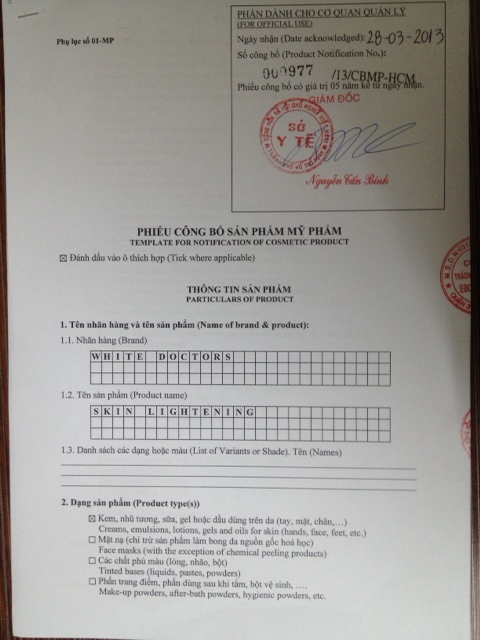 Phụ lục số 01-MP
PHẦN DÀNH CHO CƠ QUAN QUẢN LÝ
(FOR OFFICIAL USE)
Ngày nhận (Date acknowledged): 28-03-2013
Số công bố (Product Notification No.):
000977 /13/CBMP-HCM
Phiếu công bố có giá trị 05 năm kể từ ngày nhận.
GIÁM ĐỐC
SỞ
Y TẾ
Nguyễn Tấn Bỉnh
PHIẾU CÔNG BỐ SẢN PHẨM MỸ PHẨM
TEMPLATE FOR NOTIFICATION OF COSMETIC PRODUCT
☒ Đánh dấu vào ô thích hợp (Tick where applicable)
THÔNG TIN SẢN PHẨM
PARTICULARS OF PRODUCT
1. Tên nhãn hàng và tên sản phẩm (Name of brand & product):
1.1. Nhãn hàng (Brand)
WHITE DOCTORS
1.2. Tên sản phẩm (Product name)
SKIN LIGHTENING
1.3. Danh sách các dạng hoặc màu (List of Variants or Shade). Tên (Names)
2. Dạng sản phẩm (Product type(s))
☒ Kem, nhũ tương, sữa, gel hoặc dầu dùng trên da (tay, mặt, chân,....)
Creams, emulsions, lotions, gels and oils for skin (hands, face, feet, etc.)
☐ Mặt nạ (chỉ trừ sản phẩm làm bong da nguồn gốc hoá học)
Face masks (with the exception of chemical peeling products)
☐ Các chất phủ màu (lỏng, nhão, bột)
Tinted bases (liquids, pastes, powders)
☐ Phấn trang điểm, phấn dùng sau khi tắm, bột vệ sinh, ....
Make-up powders, after-bath powders, hygienic powders, etc.